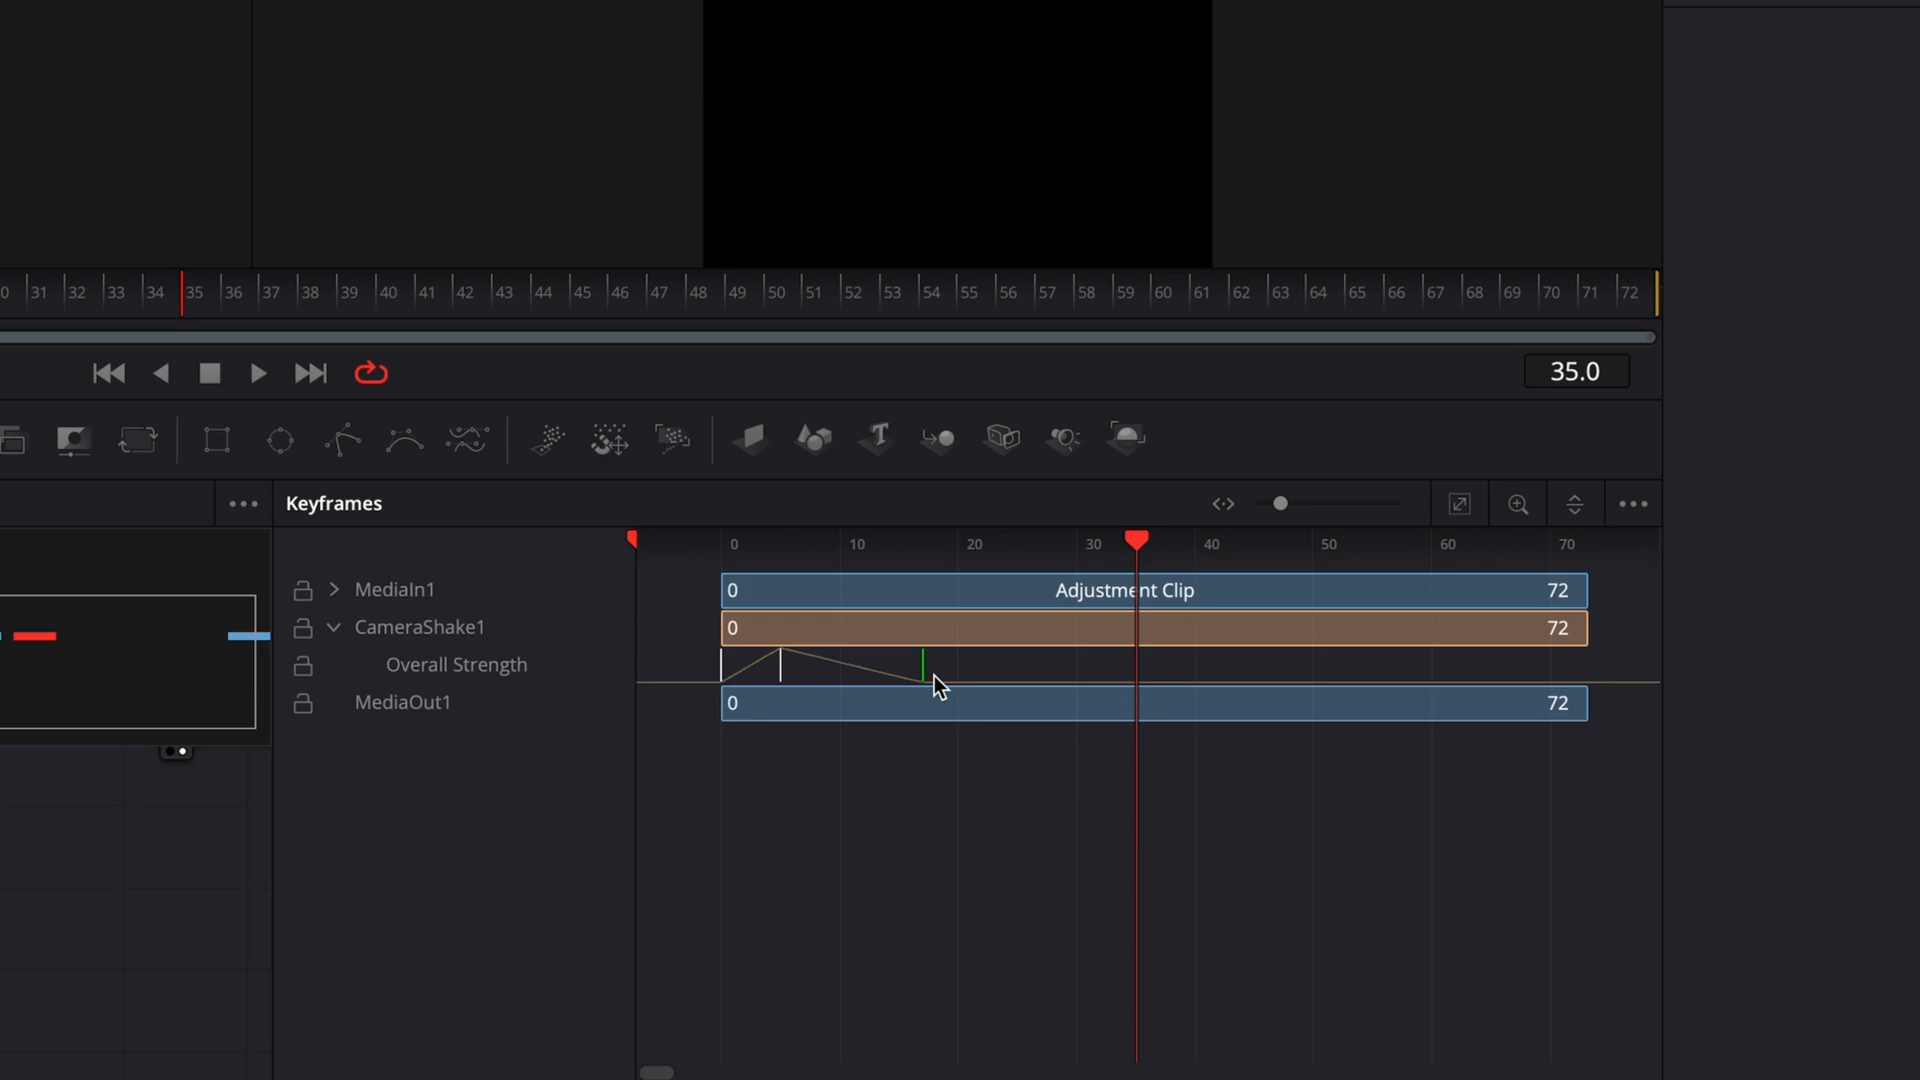 0 31 32 33 34 35 36 37 38 39 40 41 42 43 44 45 46 47 48 49 50 51 52 53 54 55 56 57 58 59 60 61 62 63 64 65 66 67 68 69 70 71 72
35.0
Keyframes
0 10 20 30 40 50 60 70
MediaIn1 0 Adjustment Clip 72
CameraShake1 0 72
Overall Strength
MediaOut1 0 72